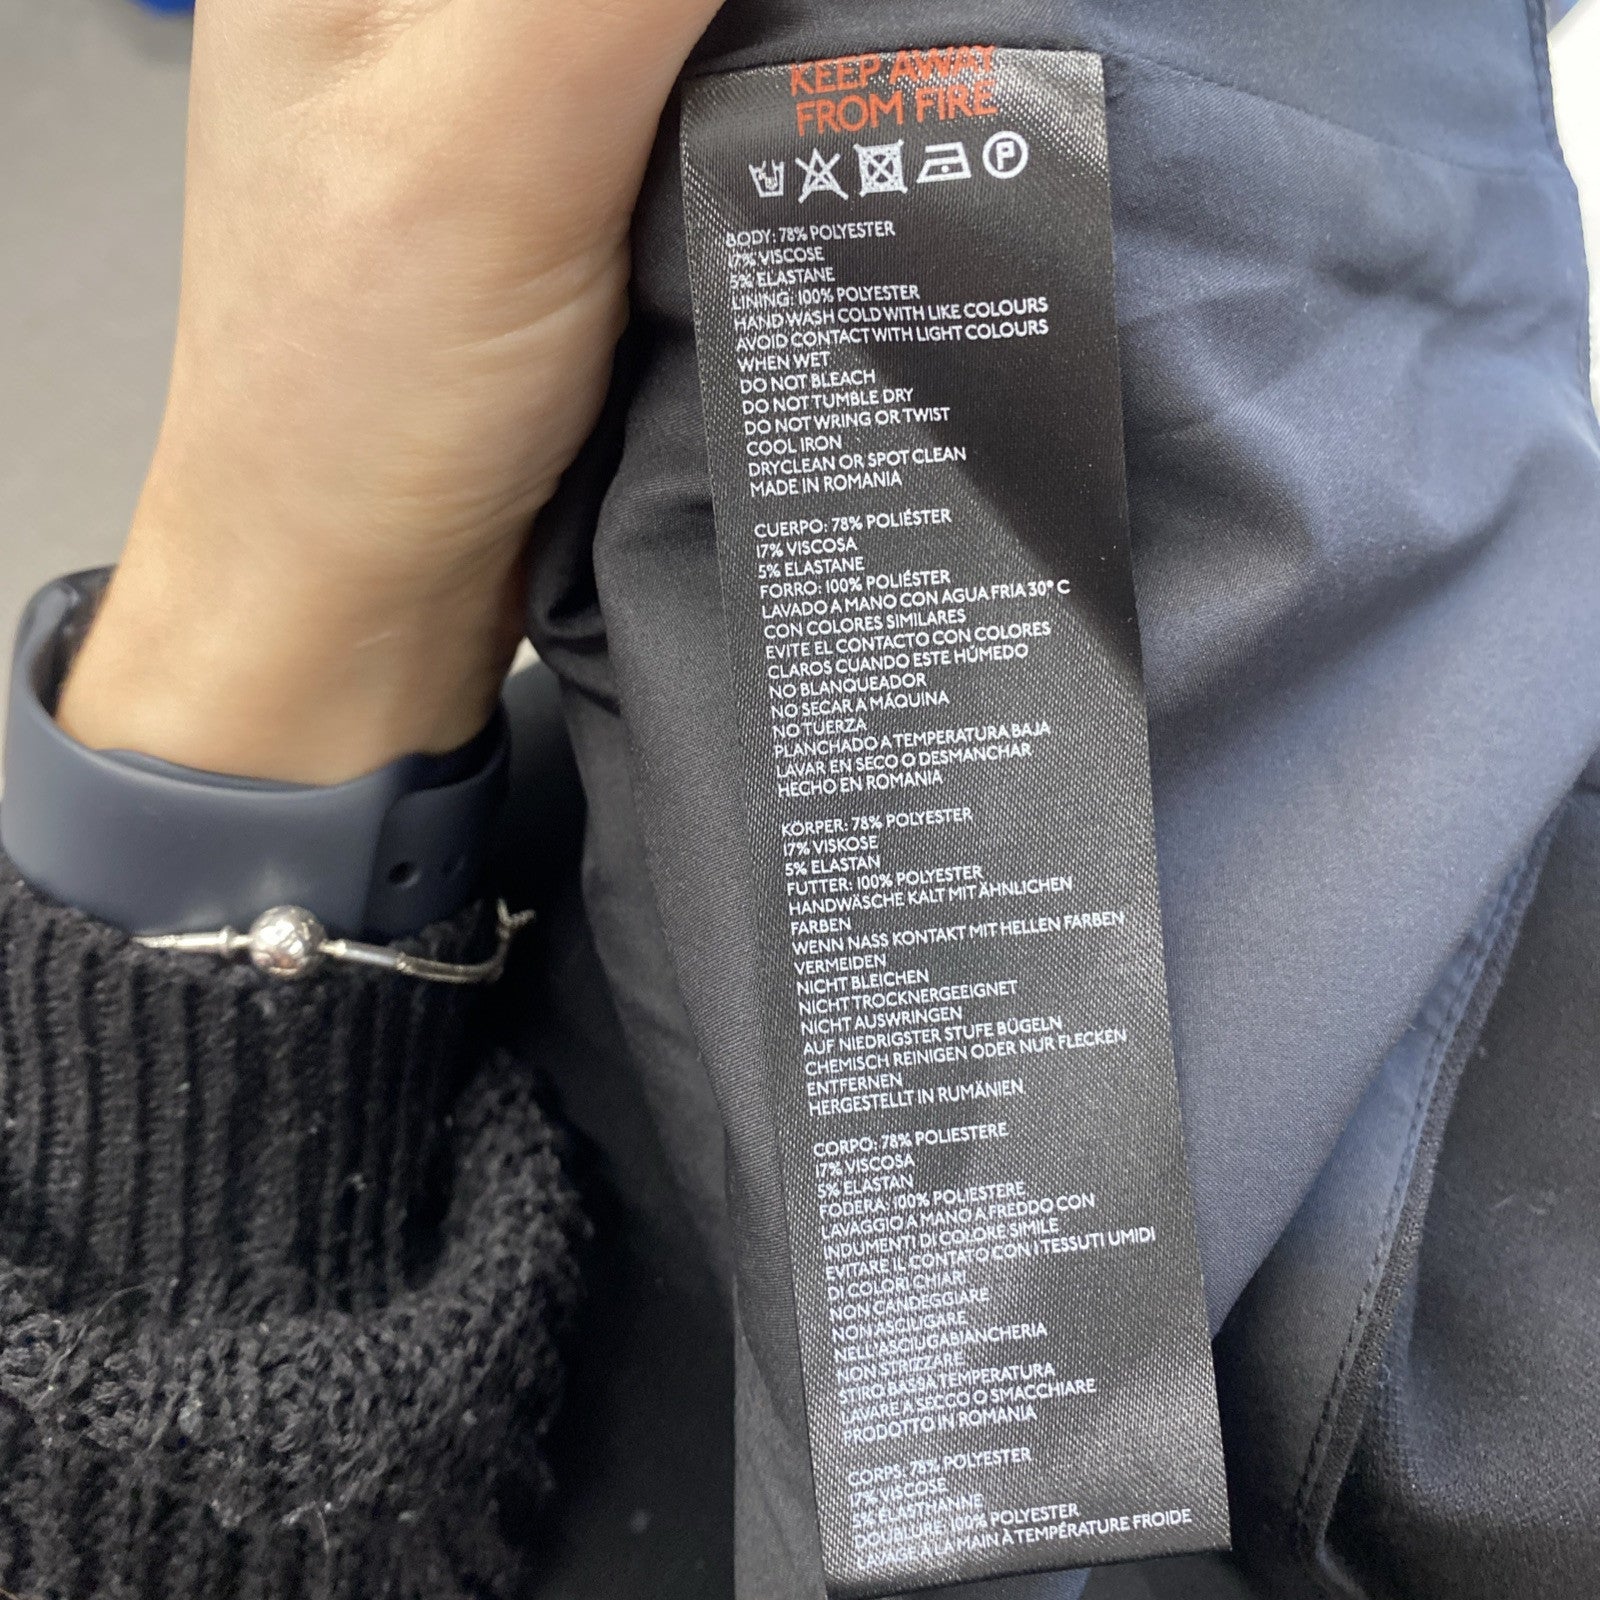 KEEP AWAY
FROM FIRE
P
BODY: 78% POLYESTER
17% VISCOSE
5% ELASTANE
LINING: 100% POLYESTER
HAND WASH COLD WITH LIKE COLOURS
AVOID CONTACT WITH LIGHT COLOURS
WHEN WET
DO NOT BLEACH
DO NOT TUMBLE DRY
DO NOT WRING OR TWIST
COOL IRON
DRYCLEAN OR SPOT CLEAN
MADE IN ROMANIA
CUERPO: 78% POLIÉSTER
17% VISCOSA
5% ELASTANE
FORRO: 100% POLIÉSTER
LAVADO A MANO CON AGUA FRIA 30° C
CON COLORES SIMILARES
EVITE EL CONTACTO CON COLORES
CLAROS CUANDO ESTE HÚMEDO
NO BLANQUEADOR
NO SECAR A MÁQUINA
NO TUERZA
PLANCHADO A TEMPERATURA BAJA
LAVAR EN SECO O DESMANCHAR
HECHO EN ROMANIA
KÖRPER: 78% POLYESTER
17% VISKOSE
5% ELASTAN
FUTTER: 100% POLYESTER
HANDWÄSCHE KALT MIT ÄHNLICHEN
FARBEN
WENN NASS KONTAKT MIT HELLEN FARBEN
VERMEIDEN
NICHT BLEICHEN
NICHT TROCKNERGEEIGNET
NICHT AUSWRINGEN
AUF NIEDRIGSTER STUFE BÜGELN
CHEMISCH REINIGEN ODER NUR FLECKEN
ENTFERNEN
HERGESTELLT IN RUMÄNIEN
CORPO: 78% POLIESTERE
17% VISCOSA
5% ELASTAN
FODERA: 100% POLIESTERE
LAVAGGIO A MANO A FREDDO CON
INDUMENTI DI COLORE SIMILE
EVITARE IL CONTATO CON I TESSUTI UMIDI
DI COLORI CHIARI
NON CANDEGGIARE
NON ASCIUGARE
NELL'ASCIUGABIANCHERIA
NON STRIZZARE
STIRO BASSA TEMPERATURA
LAVARE A SECCO O SMACCHIARE
PRODOTTO IN ROMANIA
CORPS: 78% POLYESTER
17% VISCOSE
5% ELASTHANNE
DOUBLURE: 100% POLYESTER
LAVAGE A LA MAIN À TEMPÉRATURE FROIDE